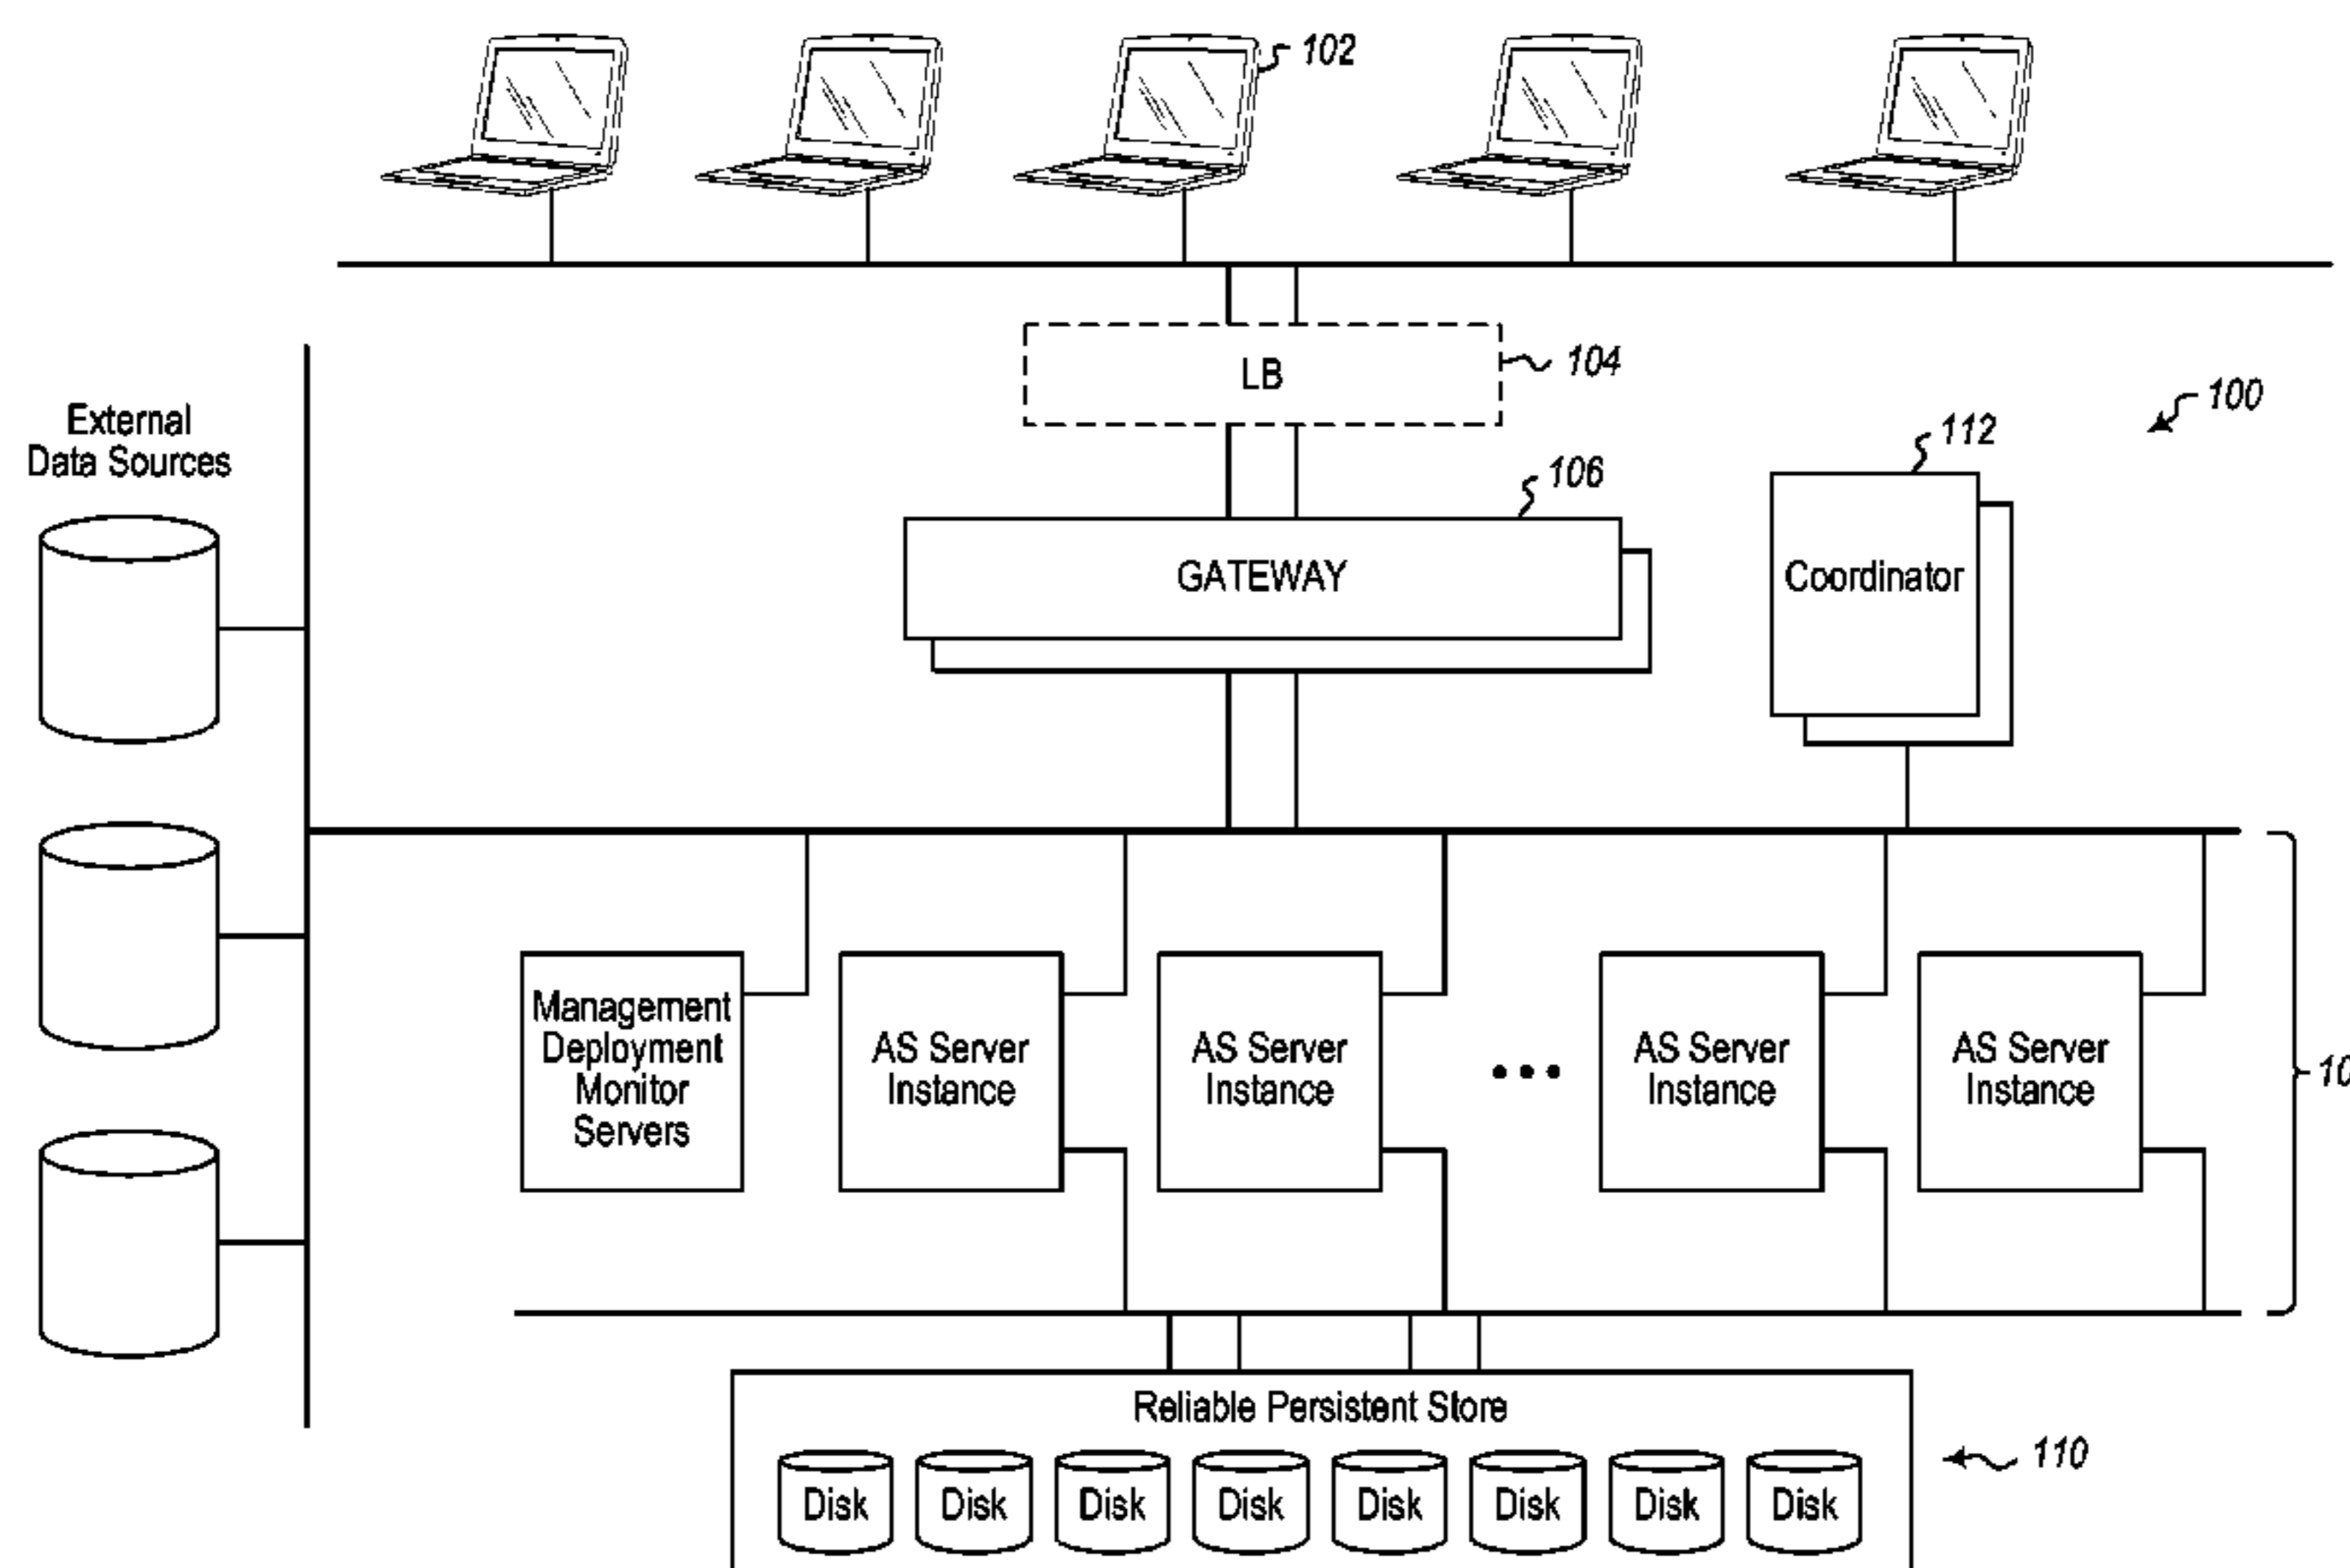 102
LB
104
100
External
Data Sources
112
106
GATEWAY
Coordinator
Management
Deployment
Monitor
Servers
AS Server
Instance
AS Server
Instance
•••
AS Server
Instance
AS Server
Instance
Reliable Persistent Store
110
Disk Disk Disk Disk Disk Disk Disk Disk